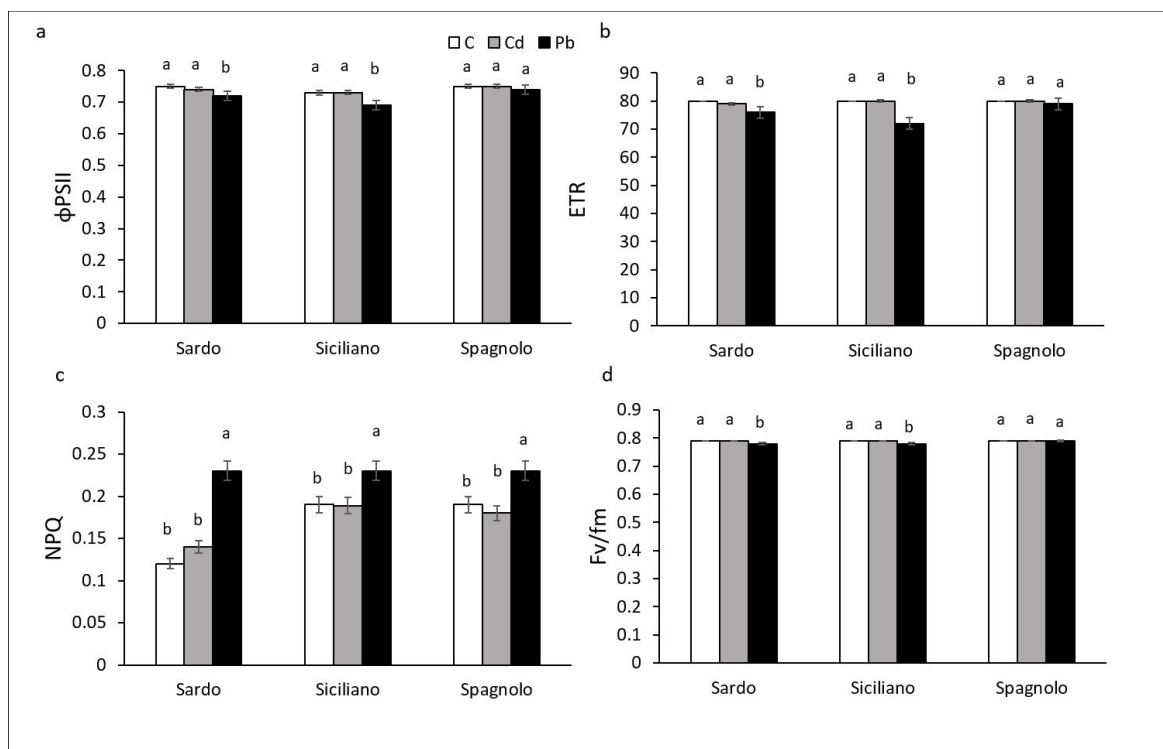 a
C Cd Pb
a a b a a b a a a
0.8
0.7
0.6
0.5
0.4
0.3
0.2
0.1
0
ϕPSII
Sardo Siciliano Spagnolo
b
a a b a a b a a a
90
80
70
60
50
40
30
20
10
0
ETR
Sardo Siciliano Spagnolo
c
b b a b b a b b a
0.3
0.25
0.2
0.15
0.1
0.05
0
NPQ
Sardo Siciliano Spagnolo
d
a a b a a b a a a
0.9
0.8
0.7
0.6
0.5
0.4
0.3
0.2
0.1
0
Fv/fm
Sardo Siciliano Spagnolo